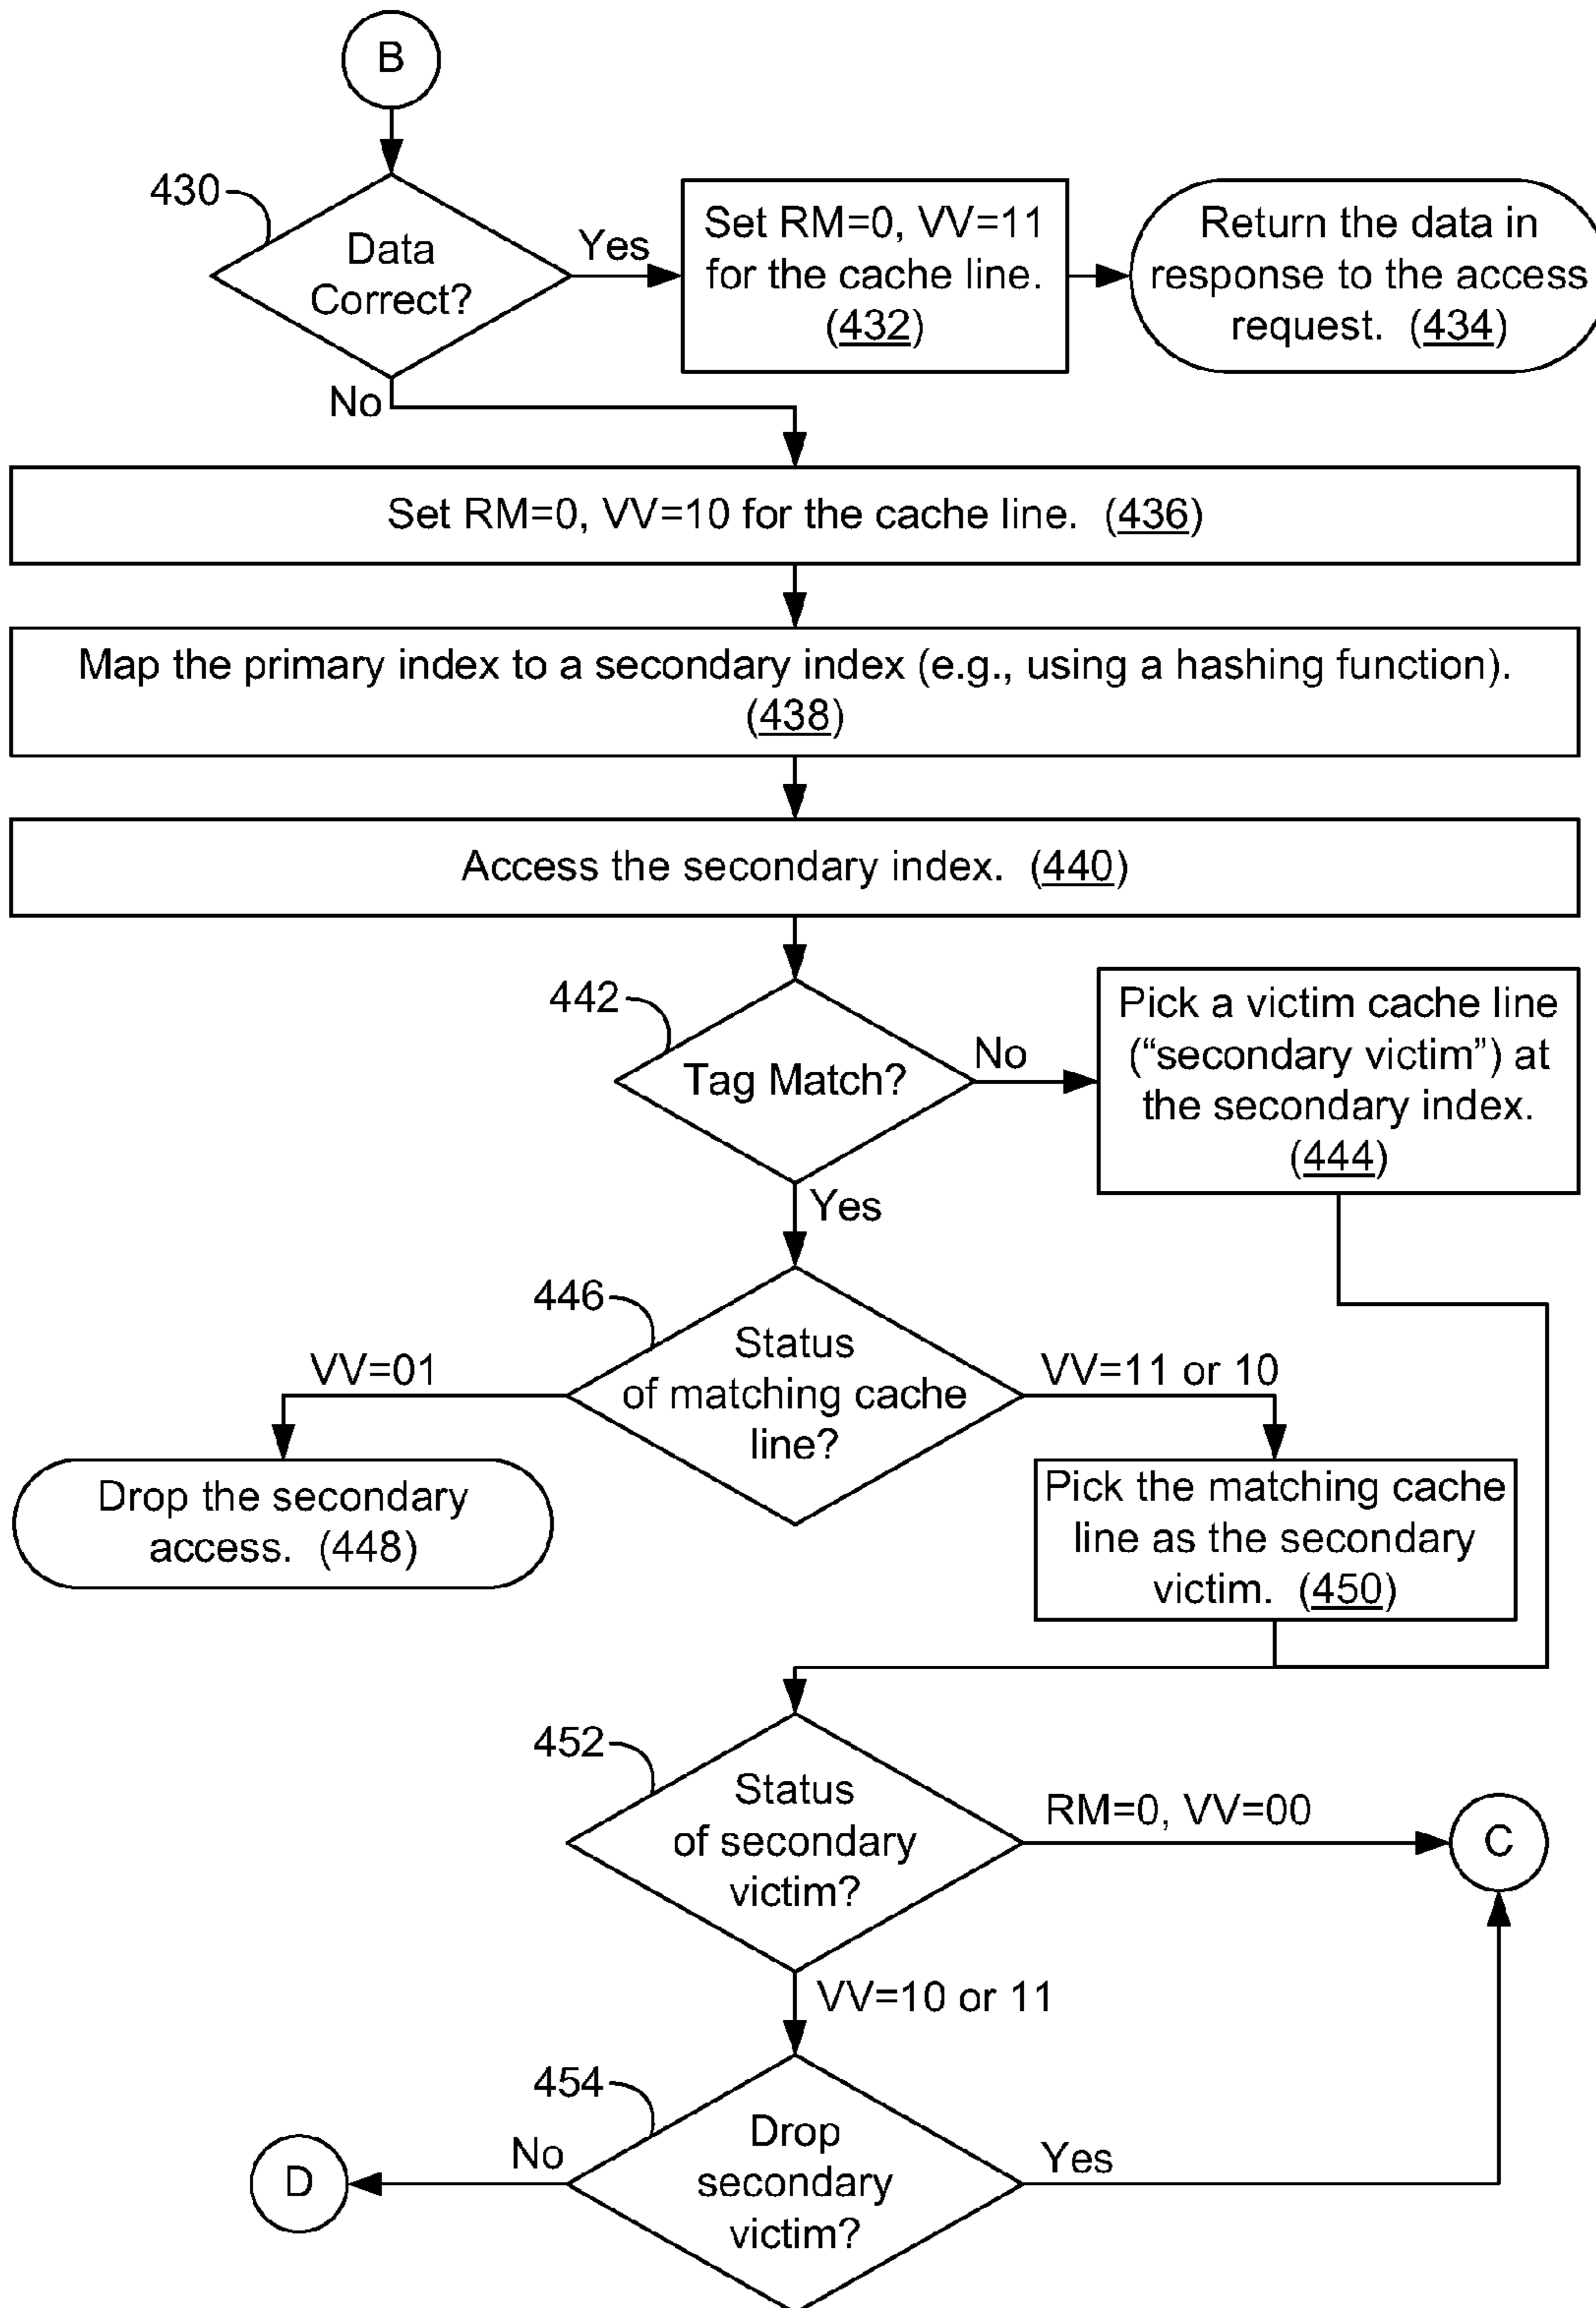 B
430
Data
Correct?
Yes
Set RM=0, VV=11
for the cache line.
(432)
Return the data in
response to the access
request. (434)
No
Set RM=0, VV=10 for the cache line. (436)
Map the primary index to a secondary index (e.g., using a hashing function).
(438)
Access the secondary index. (440)
442
Tag Match?
No
Pick a victim cache line
(“secondary victim”) at
the secondary index.
(444)
Yes
446
Status
of matching cache
line?
VV=01
VV=11 or 10
Drop the secondary
access. (448)
Pick the matching cache
line as the secondary
victim. (450)
452
Status
of secondary
victim?
RM=0, VV=00
C
VV=10 or 11
454
Drop
secondary
victim?
No
D
Yes